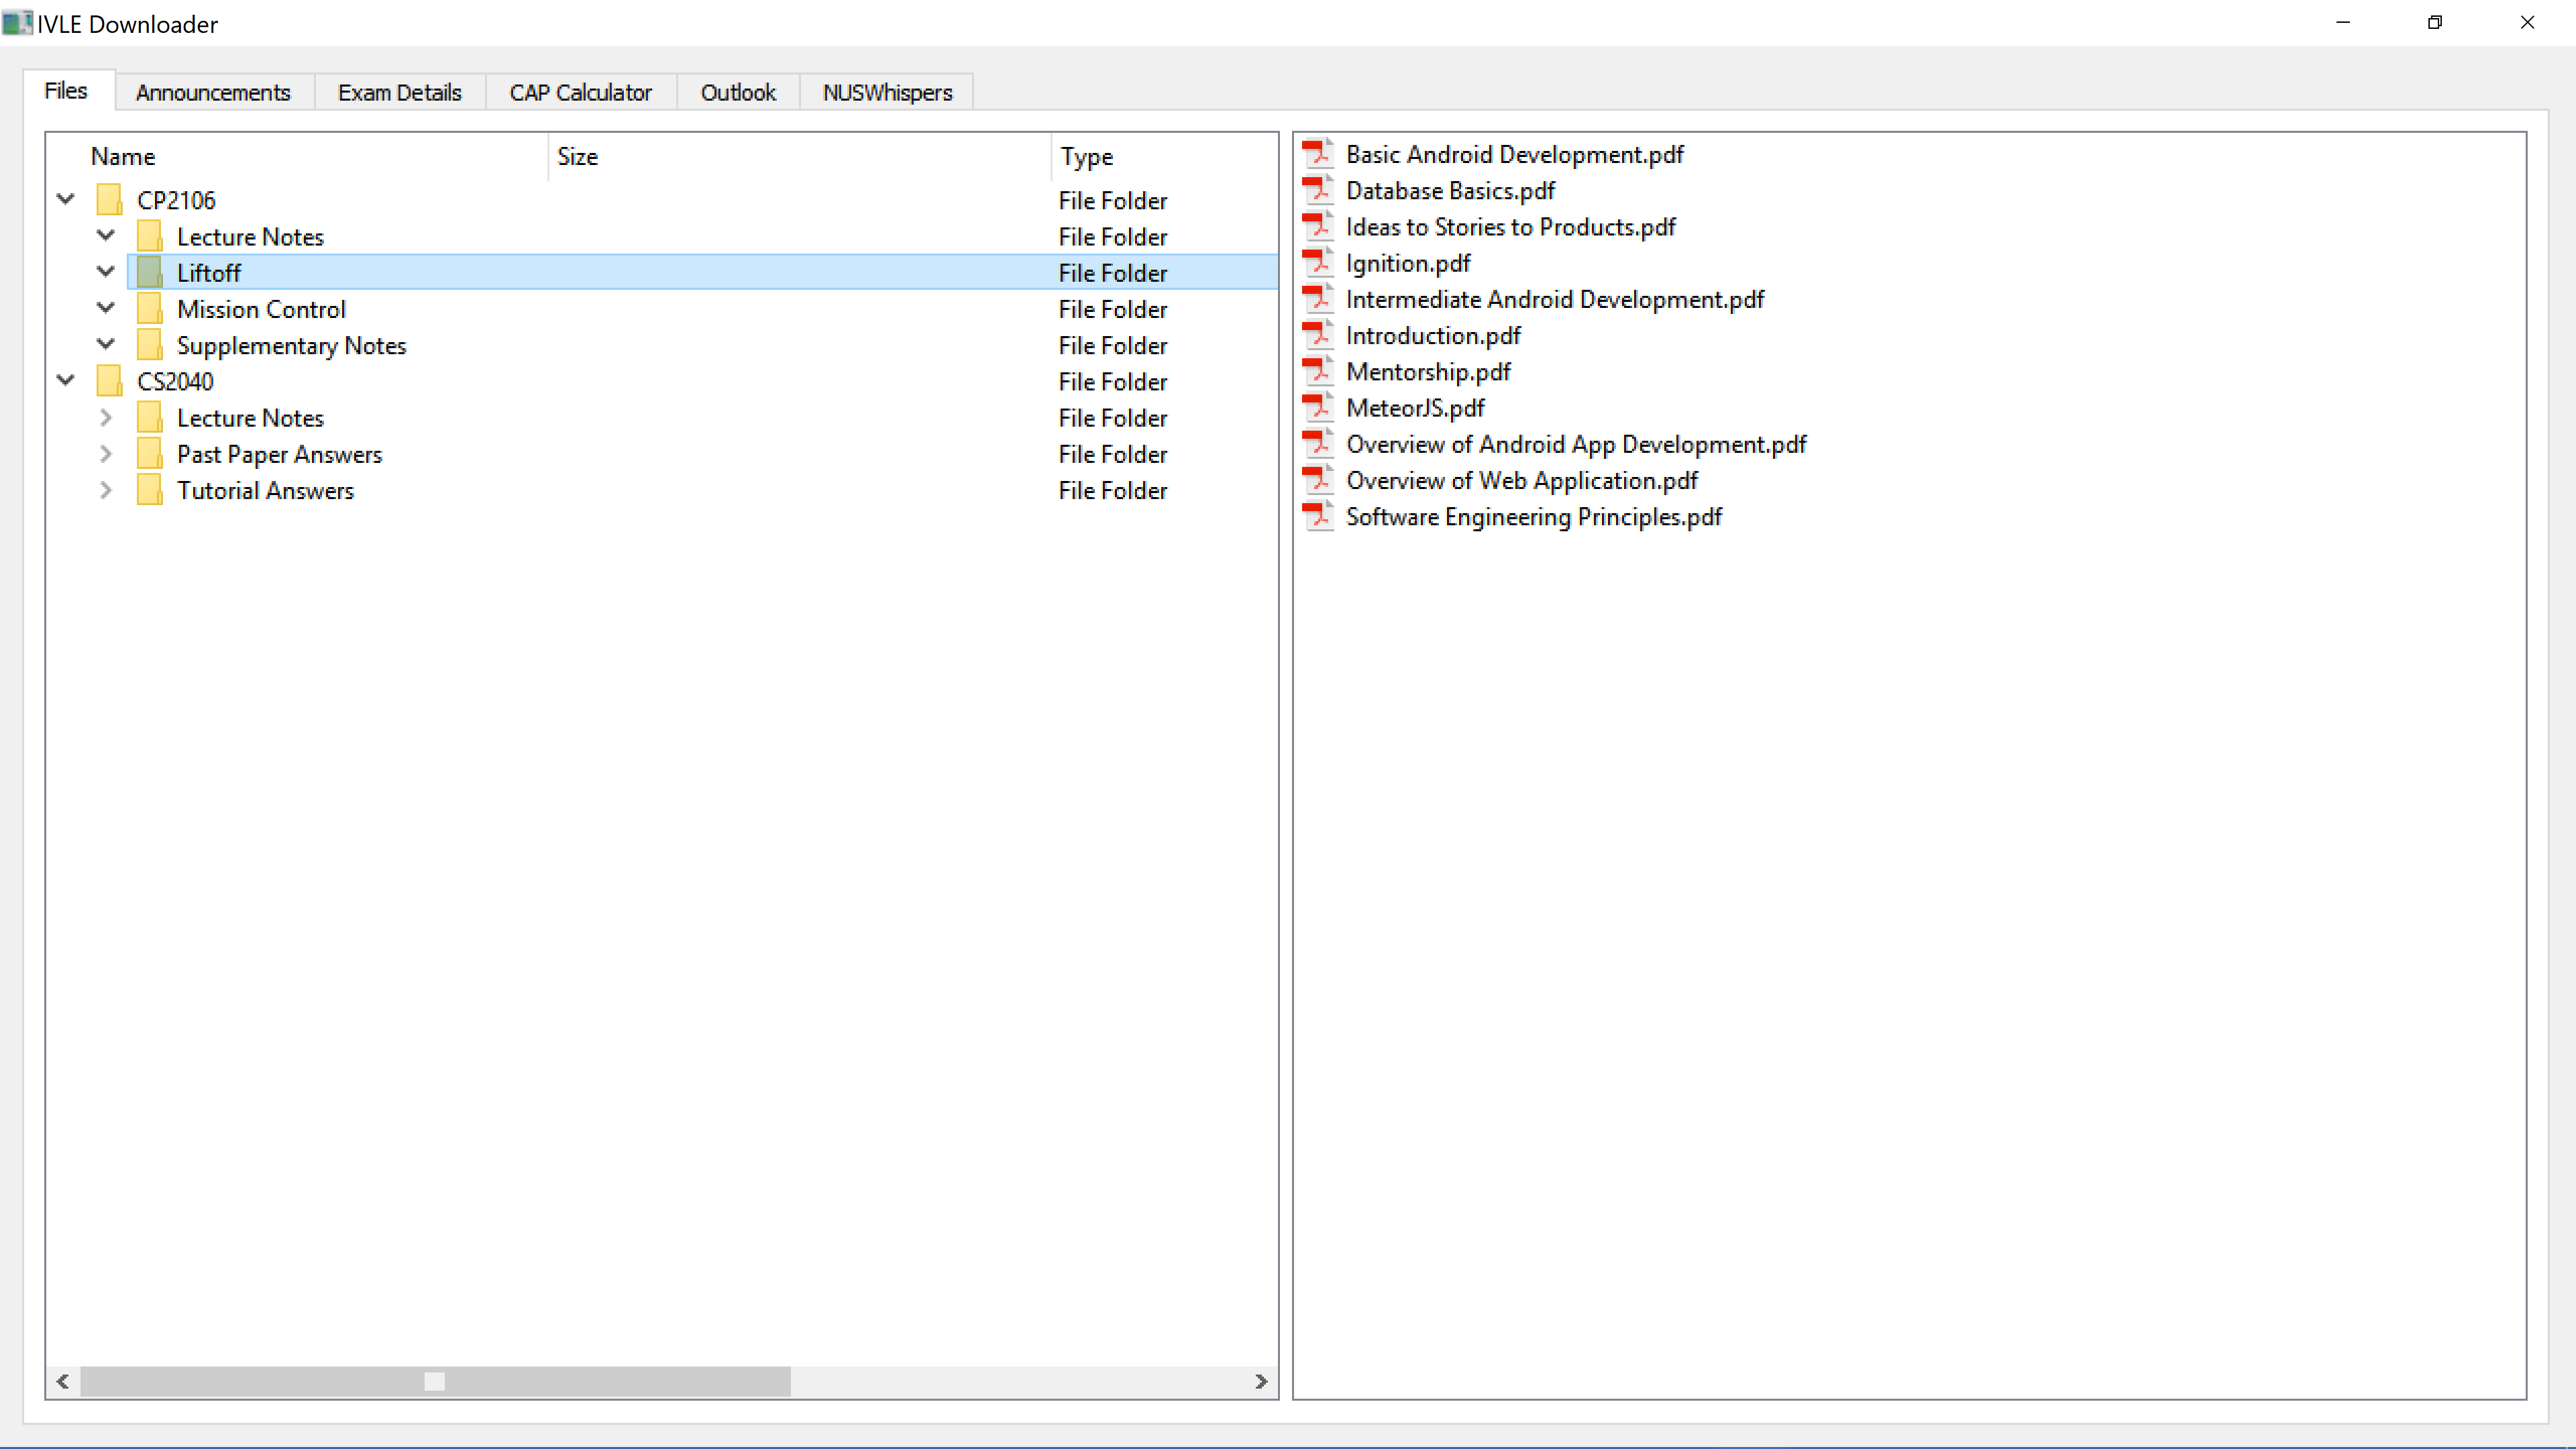 IVLE Downloader
Files Announcements Exam Details CAP Calculator Outlook NUSWhispers
Name Size Type
CP2106 File Folder
Lecture Notes File Folder
Liftoff File Folder
Mission Control File Folder
Supplementary Notes File Folder
CS2040 File Folder
Lecture Notes File Folder
Past Paper Answers File Folder
Tutorial Answers File Folder
Basic Android Development.pdf
Database Basics.pdf
Ideas to Stories to Products.pdf
Ignition.pdf
Intermediate Android Development.pdf
Introduction.pdf
Mentorship.pdf
MeteorJS.pdf
Overview of Android App Development.pdf
Overview of Web Application.pdf
Software Engineering Principles.pdf